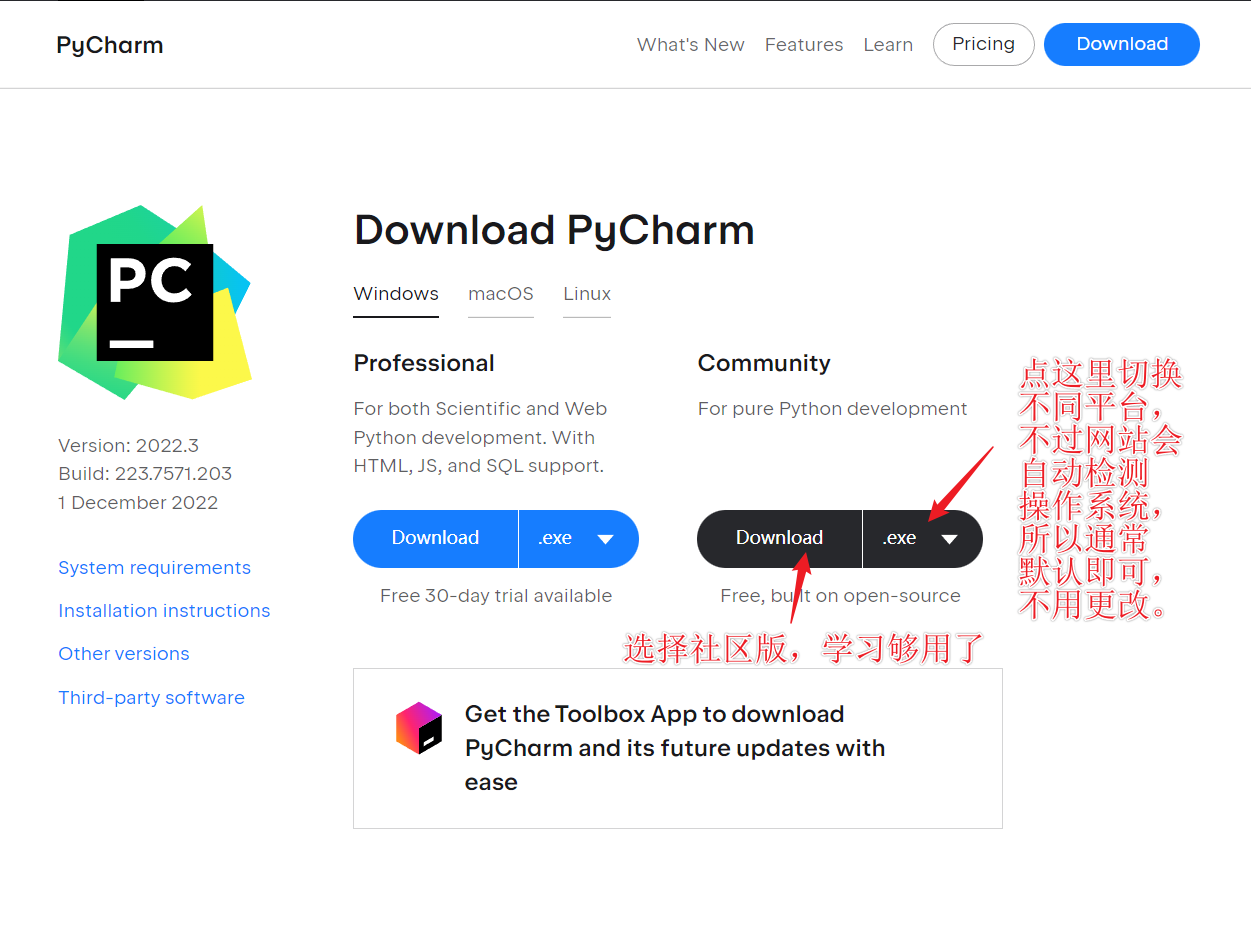 PyCharm
What's New
Features
Learn
Pricing
Download
PC
Version: 2022.3
Build: 223.7571.203
1 December 2022
System requirements
Installation instructions
Other versions
Third-party software
Download PyCharm
Windows
macOS
Linux
Professional
For both Scientific and Web
Python development. With
HTML, JS, and SQL support.
Download
.exe
Free 30-day trial available
Community
For pure Python development
Download
.exe
Free, built on open-source
点这里切换
不同平台，
不过网站会
自动检测
操作系统，
所以通常
默认即可，
不用更改。
选择社区版，学习够用了
Get the Toolbox App to download
PyCharm and its future updates with
ease